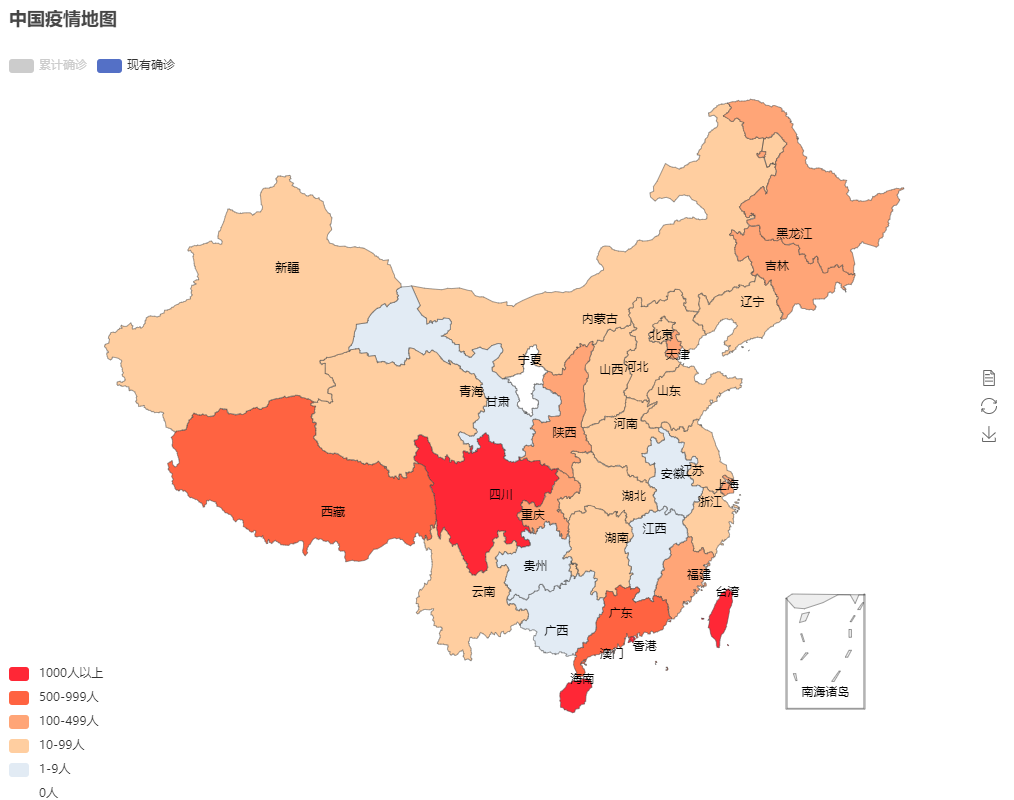 中国疫情地图
累计确诊 现有确诊
黑龙江
新疆
吉林
辽宁
内蒙古
北京
天津
宁夏
山西
河北
青海
甘肃
山东
河南
陕西
安徽
江苏
上海
四川
湖北
浙江
西藏
重庆
江西
湖南
贵州
福建
云南
台湾
广东
广西
香港
澳门
海南
南海诸岛
1000人以上
500-999人
100-499人
10-99人
1-9人
0人